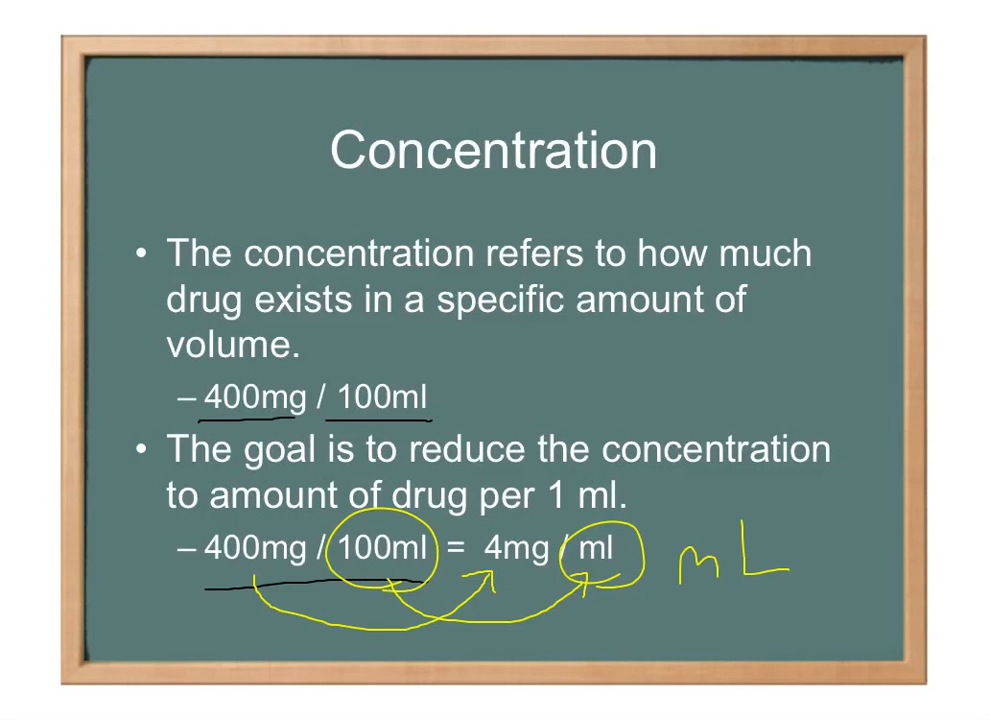 Concentration
• The concentration refers to how much
drug exists in a specific amount of
volume.
– 400mg / 100ml
• The goal is to reduce the concentration
to amount of drug per 1 ml.
– 400mg / 100ml = 4mg / ml mL